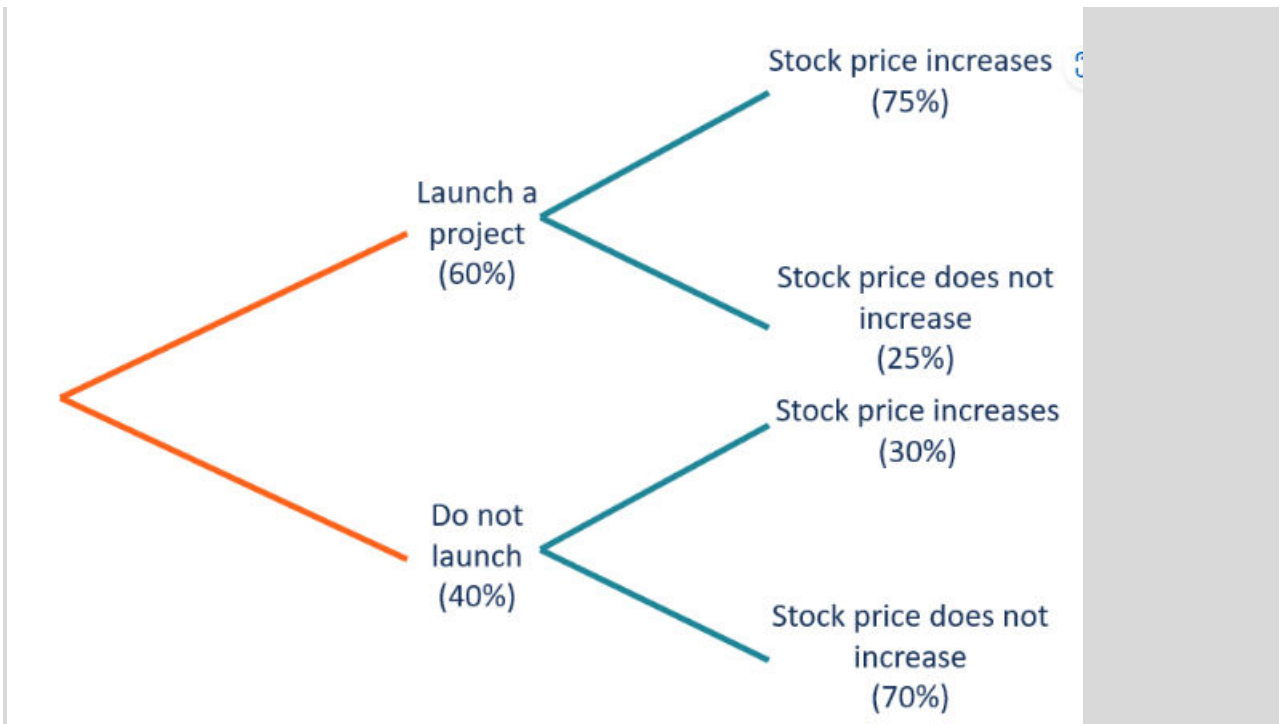 Stock price increases
(75%)
Launch a
project
(60%)
Stock price does not
increase
(25%)
Stock price increases
(30%)
Do not
launch
(40%)
Stock price does not
increase
(70%)